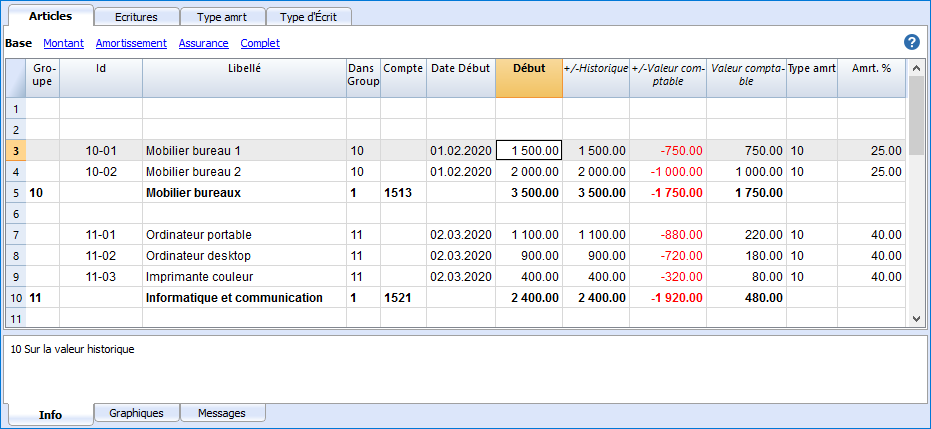 Articles Ecritures Type amrt Type d'Écrit
Base Montant Amortissement Assurance Complet ?
Gro-
upe Id Libellé Dans
Group Compte Date Début Début +/-Historique +/-Valeur com-
ptable Valeur compta-
ble Type amrt Amrt. %
1
2
3 10-01 Mobilier bureau 1 10 01.02.2020 1 500.00 1 500.00 -750.00 750.00 10 25.00
4 10-02 Mobilier bureau 2 10 01.02.2020 2 000.00 2 000.00 -1 000.00 1 000.00 10 25.00
5 10 Mobilier bureaux 1 1513 3 500.00 3 500.00 -1 750.00 1 750.00
6
7 11-01 Ordinateur portable 11 02.03.2020 1 100.00 1 100.00 -880.00 220.00 10 40.00
8 11-02 Ordinateur desktop 11 02.03.2020 900.00 900.00 -720.00 180.00 10 40.00
9 11-03 Imprimante couleur 11 02.03.2020 400.00 400.00 -320.00 80.00 10 40.00
10 11 Informatique et communication 1 1521 2 400.00 2 400.00 -1 920.00 480.00
11
10 Sur la valeur historique
Info Graphiques Messages